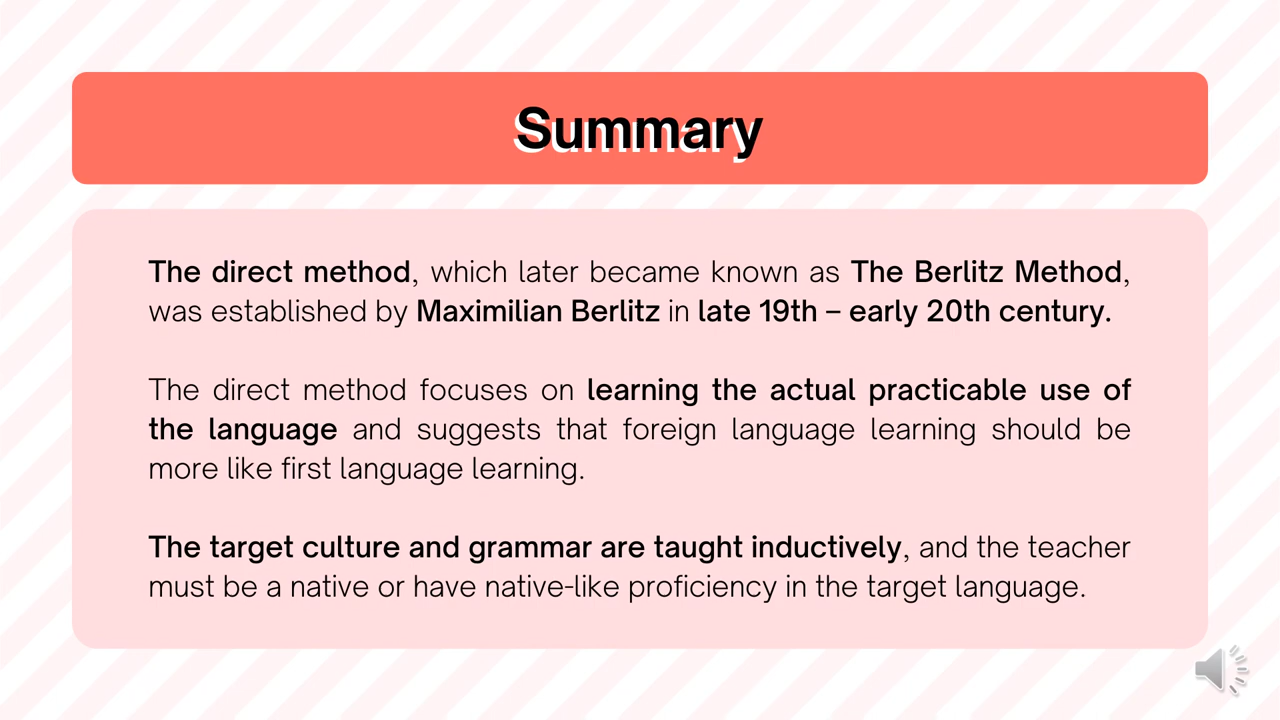 Summary
The direct method, which later became known as The Berlitz Method,
was established by Maximilian Berlitz in late 19th – early 20th century.
The direct method focuses on learning the actual practicable use of
the language and suggests that foreign language learning should be
more like first language learning.
The target culture and grammar are taught inductively, and the teacher
must be a native or have native-like proficiency in the target language.